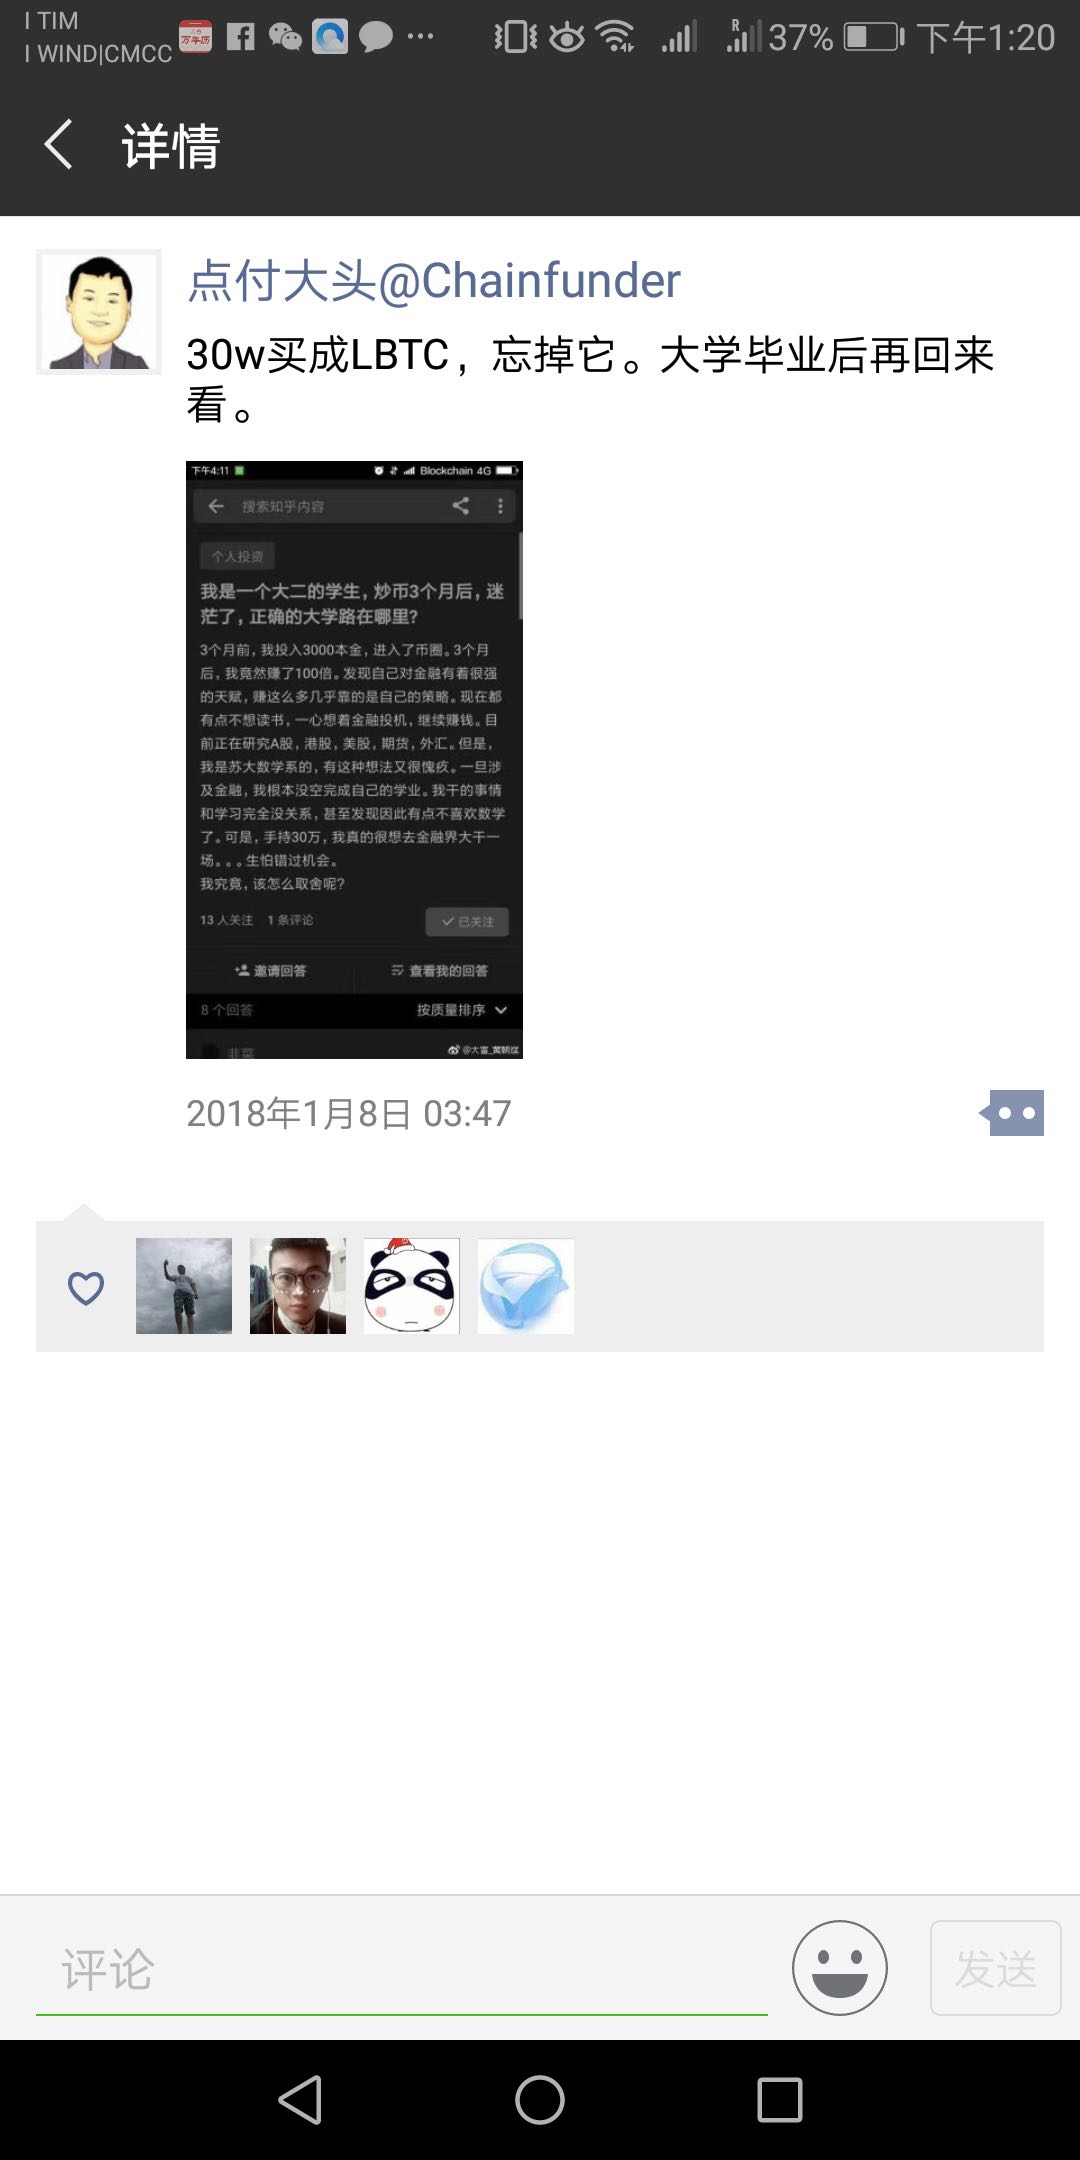 I TIM
I WIND|CMCC
万年历
37%
下午1:20
详情
点付大头@Chainfunder
30w买成LBTC，忘掉它。大学毕业后再回来
看。
下午4:11
Blockchain 4G
搜索知乎内容
个人投资
我是一个大二的学生，炒币3个月后，迷
茫了，正确的大学路在哪里?
3个月前，我投入3000本金，进入了币圈。3个月
后，我竟然赚了100倍。发现自己对金融有着很强
的天赋，赚这么多几乎靠的是自己的策略。现在都
有点不想读书，一心想着金融投机，继续赚钱。目
前正在研究A股，港股，美股，期货，外汇。但是，
我是苏大数学系的，有这种想法又很愧疚。一旦涉
及金融，我根本没空完成自己的学业。我干的事情
和学习完全没关系，甚至发现因此有点不喜欢数学
了。可是，手持30万，我真的很想去金融界大干一
场。。。生怕错过机会。
我究竟，该怎么取舍呢?
13 人关注 1 条评论
已关注
邀请回答
查看我的回答
8 个回答
按质量排序
韭菜
2018年1月8日 03:47
评论
发送